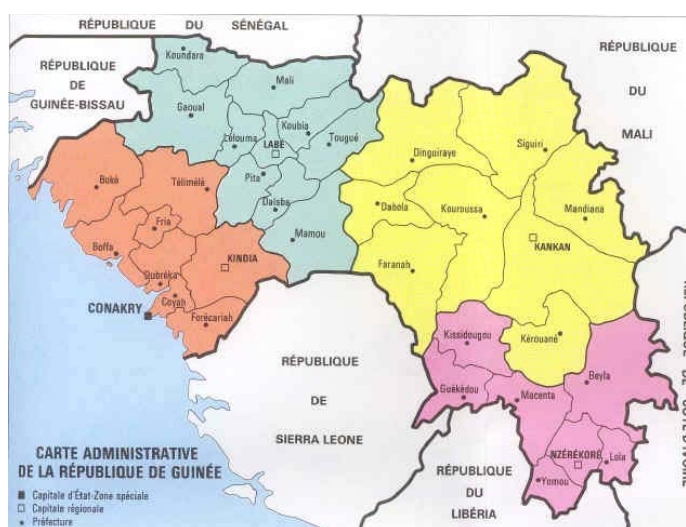 RÉPUBLIQUE DU SÉNÉGAL
RÉPUBLIQUE
DE
GUINÉE-BISSAU
RÉPUBLIQUE
DU
MALI
Koundara
Mali
Gaoual
Koubia
Lélouma
LABÉ
Tougué
Pita
Dalaba
Mamou
Dinguiraye
Siguiri
Dabola
Kouroussa
Mandiana
KANKAN
Faranah
Kérouané
Boké
Télimélé
Fria
Boffa
KINDIA
Dubréka
Coyah
CONAKRY
Forécariah
Kissidougou
Guékédou
Macenta
Beyla
NZÉRÉKORÉ
Lola
Yomou
RÉPUBLIQUE
DE
SIERRA LEONE
RÉPUBLIQUE
DU
LIBÉRIA
CARTE ADMINISTRATIVE
DE LA RÉPUBLIQUE DE GUINÉE
Capitale d'État-Zone spéciale
Capitale régionale
Préfecture